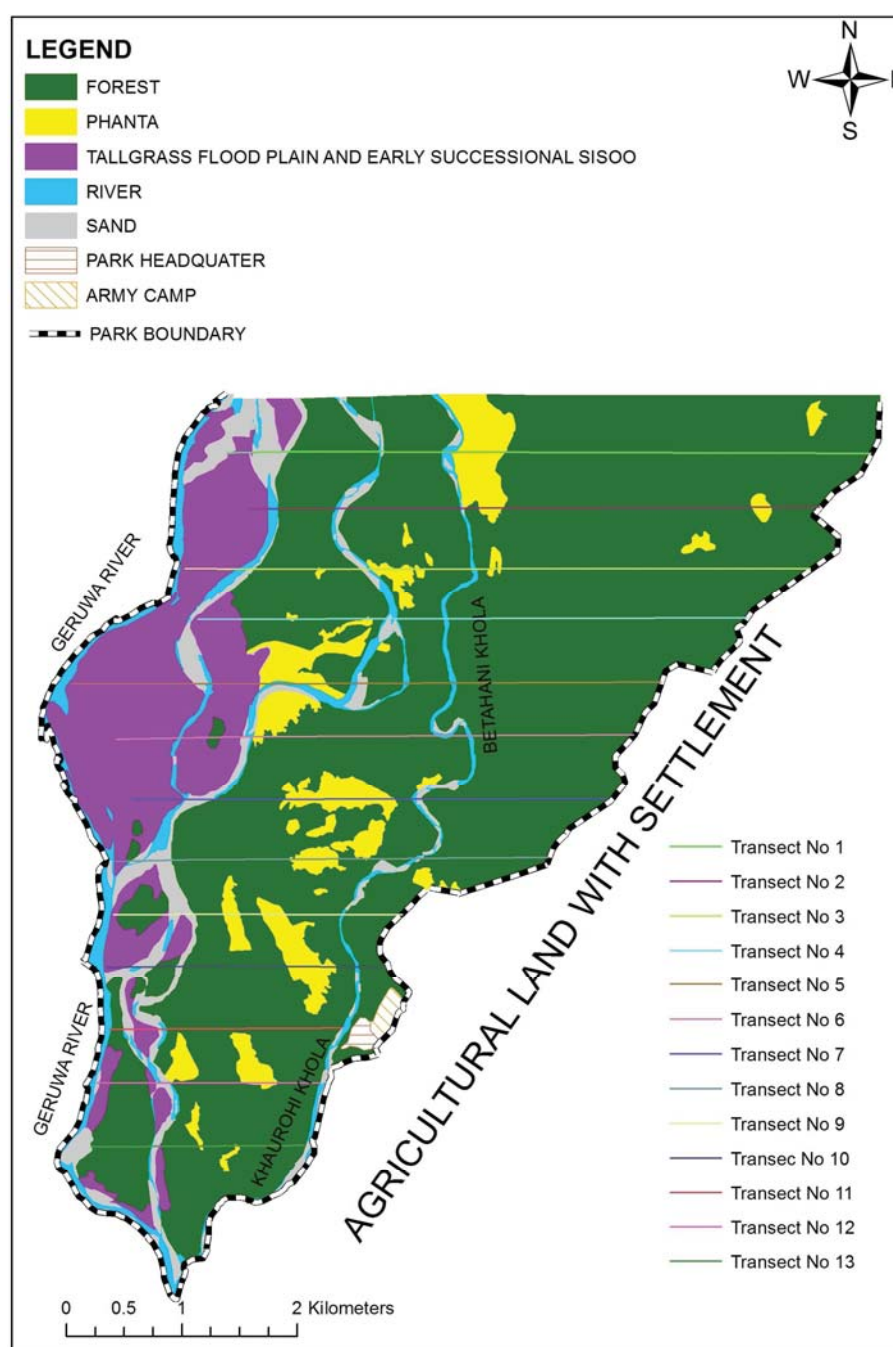 LEGEND
FOREST
PHANTA
TALLGRASS FLOOD PLAIN AND EARLY SUCCESSIONAL SISOO
RIVER
SAND
PARK HEADQUATER
ARMY CAMP
PARK BOUNDARY
N
W
S
GERUWA RIVER
BETAHANI KHOLA
GERUWA RIVER
KHAUROHI KHOLA
AGRICULTURAL LAND WITH SETTLEMENT
Transect No 1
Transect No 2
Transect No 3
Transect No 4
Transect No 5
Transect No 6
Transect No 7
Transect No 8
Transect No 9
Transec No 10
Transect No 11
Transect No 12
Transect No 13
0 0.5 1 2 Kilometers